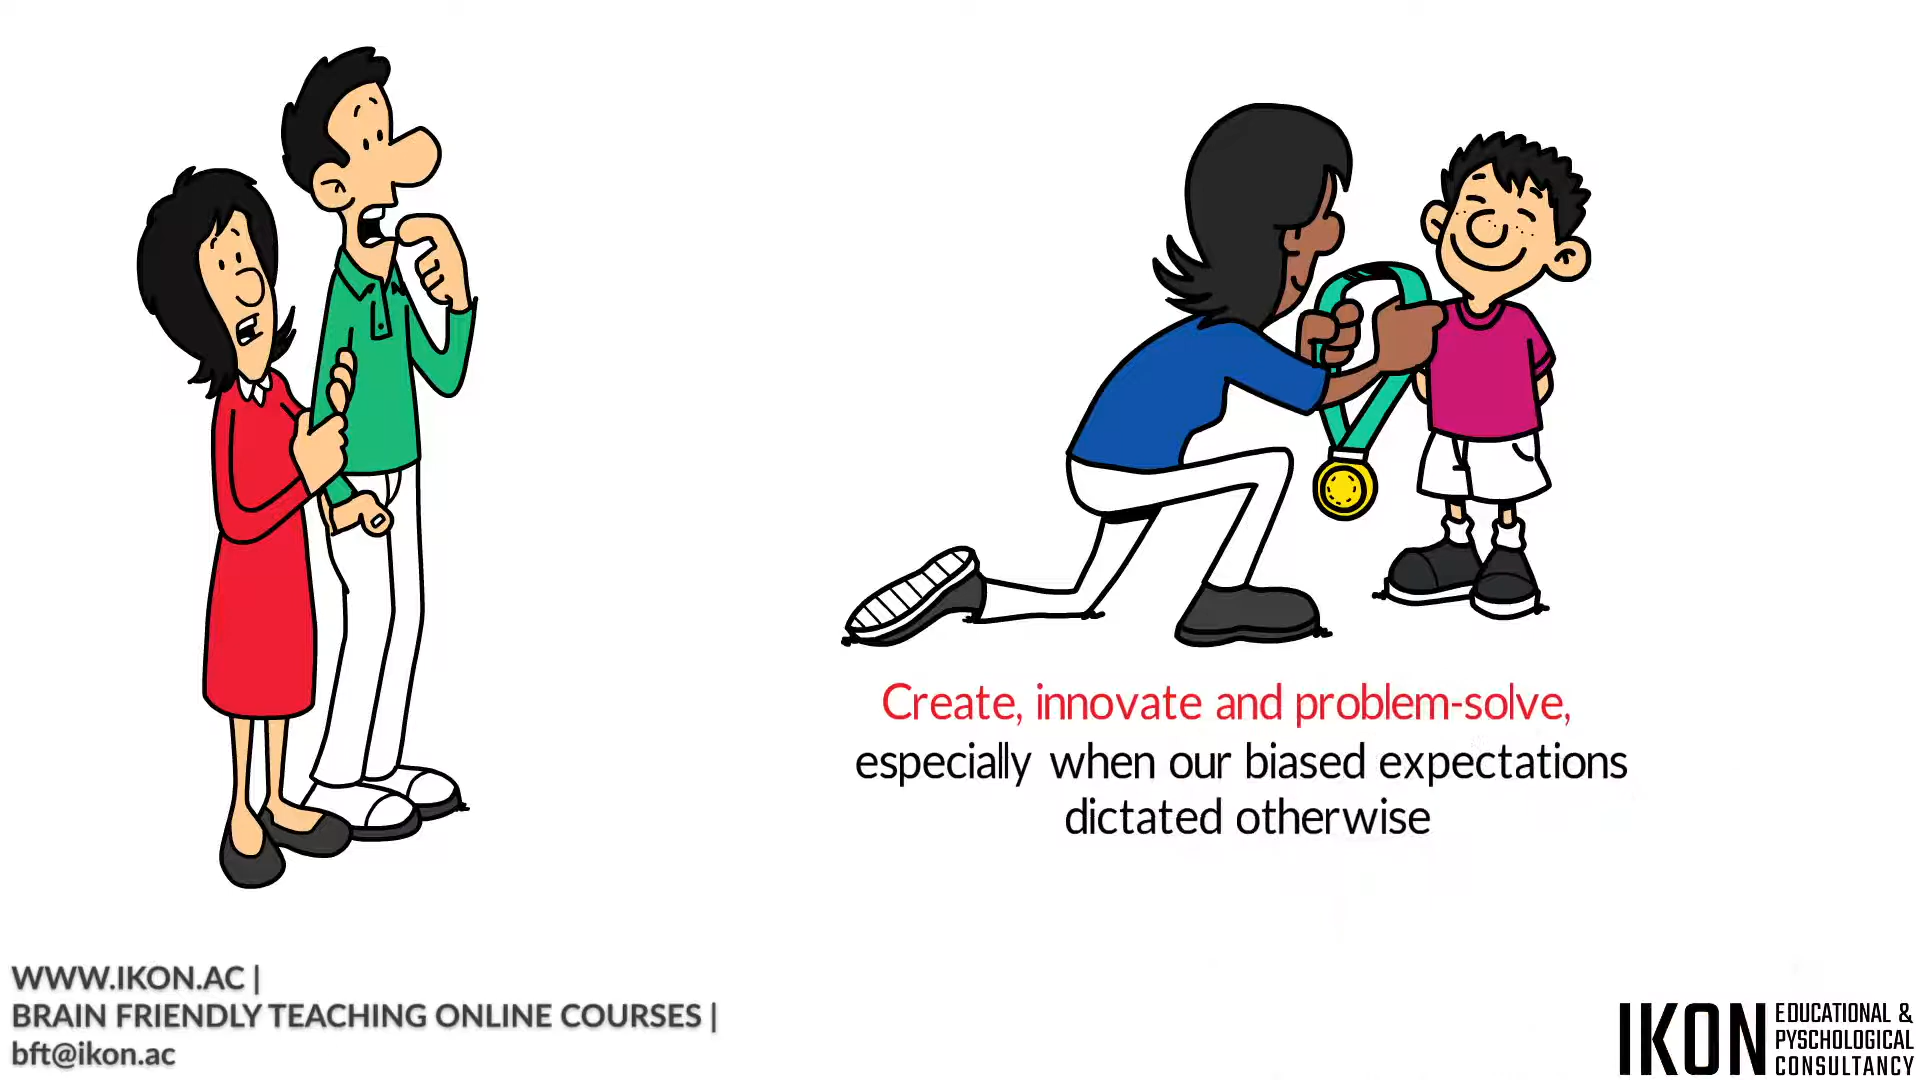 Create, innovate and problem-solve,
especially when our biased expectations
dictated otherwise
WWW.IKON.AC |
BRAIN FRIENDLY TEACHING ONLINE COURSES |
bft@ikon.ac
IKON
EDUCATIONAL &
PYSCHOLOGICAL
CONSULTANCY